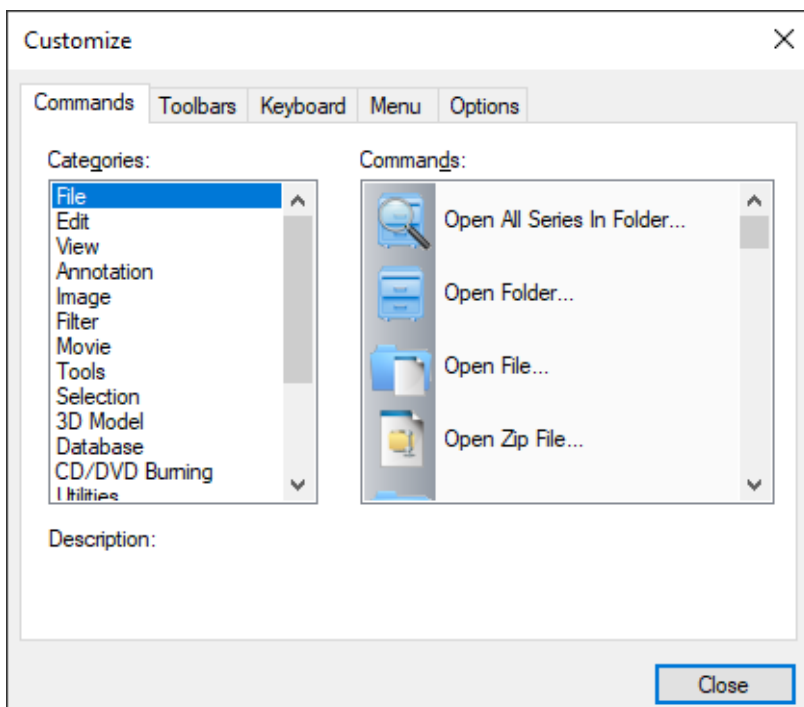 Customize
Commands Toolbars Keyboard Menu Options
Categories: Commands:
File
Edit
View
Annotation
Image
Filter
Movie
Tools
Selection
3D Model
Database
CD/DVD Burning
Utilities
Open All Series In Folder...
Open Folder...
Open File...
Open Zip File...
Description:
Close